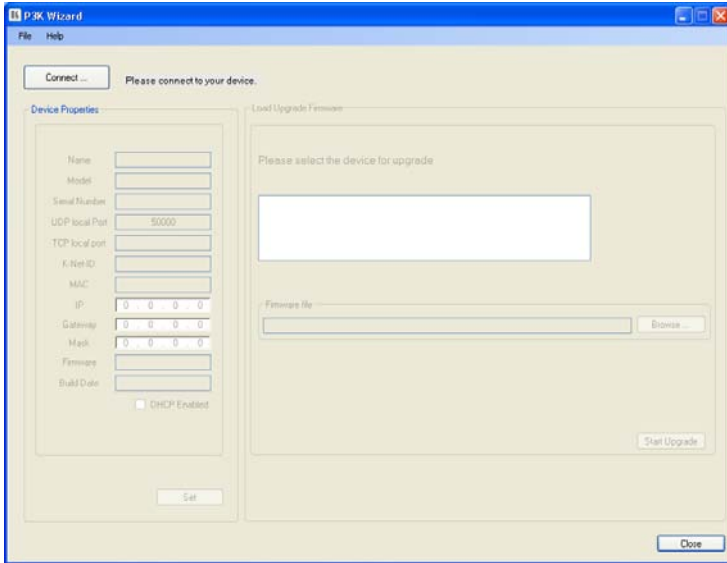 P3K Wizard
File Help
Connect ...
Please connect to your device.
Device Properties
Name
Model
Serial Number
UDP local Port 50000
TCP local port
K-Net ID
MAC
IP 0 . 0 . 0 . 0
Gateway 0 . 0 . 0 . 0
Mask 0 . 0 . 0 . 0
Firmware
Build Date
DHCP Enabled
Set
Load Upgrade Firmware
Please select the device for upgrade
Firmware file
Browse ...
Start Upgrade
Close